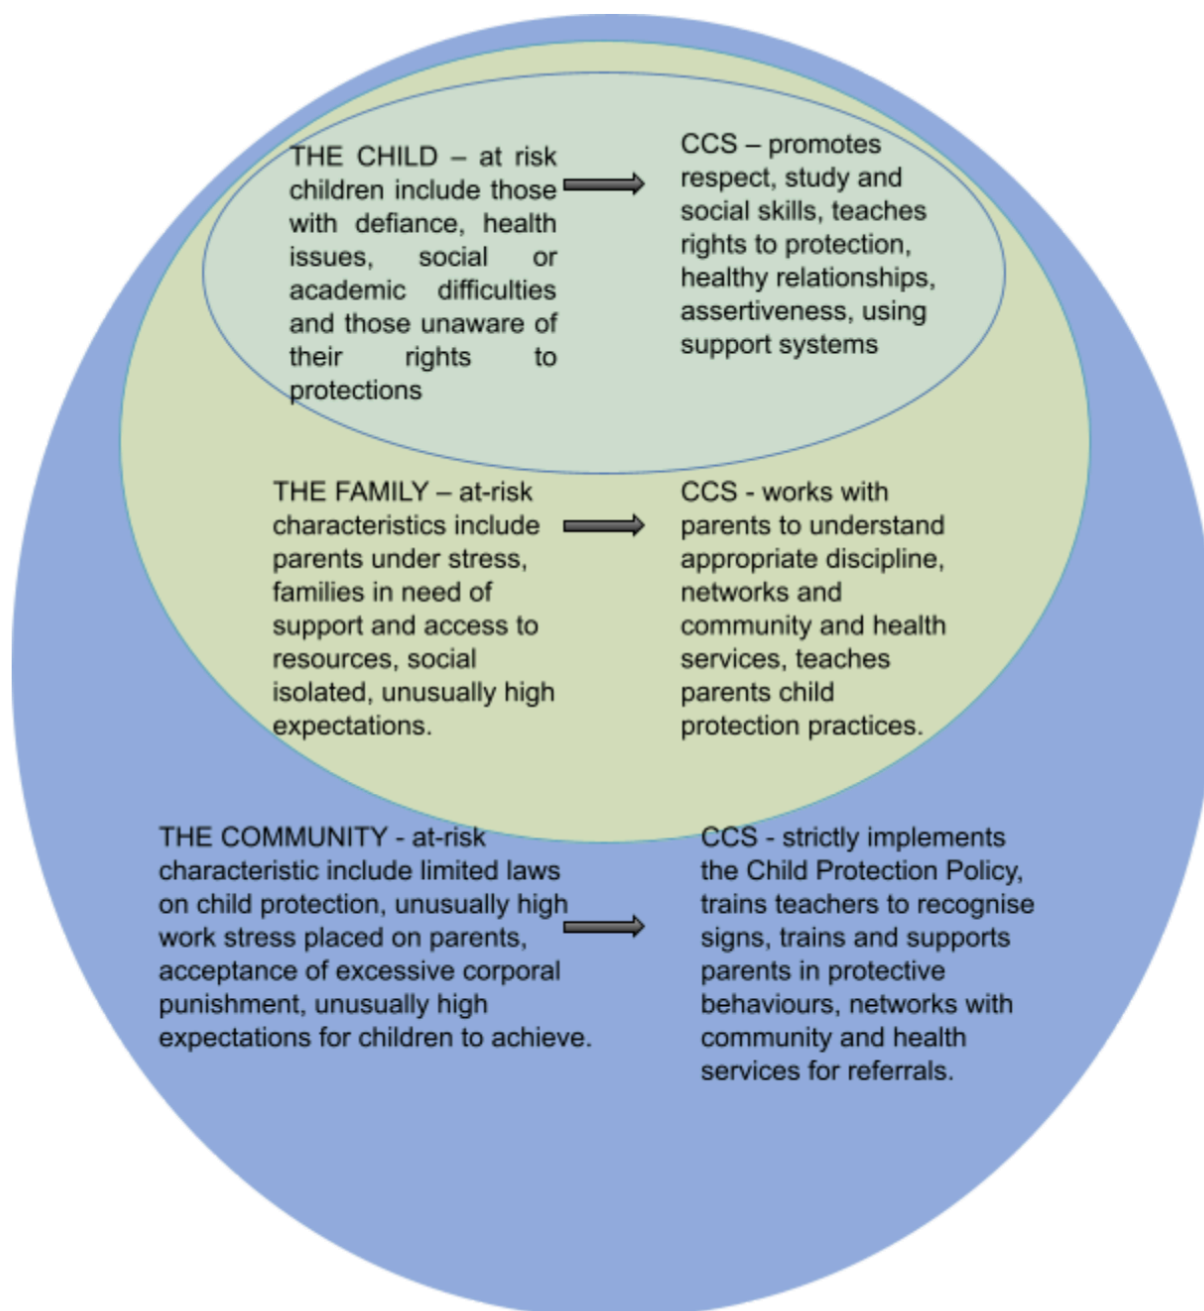 THE CHILD – at risk
children include those
with defiance, health
issues, social or
academic difficulties
and those unaware of
their rights to
protections
CCS – promotes
respect, study and
social skills, teaches
rights to protection,
healthy relationships,
assertiveness, using
support systems
THE FAMILY – at-risk
characteristics include
parents under stress,
families in need of
support and access to
resources, social
isolated, unusually high
expectations.
CCS - works with
parents to understand
appropriate discipline,
networks and
community and health
services, teaches
parents child
protection practices.
THE COMMUNITY - at-risk
characteristic include limited laws
on child protection, unusually high
work stress placed on parents,
acceptance of excessive corporal
punishment, unusually high
expectations for children to achieve.
CCS - strictly implements
the Child Protection Policy,
trains teachers to recognise
signs, trains and supports
parents in protective
behaviours, networks with
community and health
services for referrals.